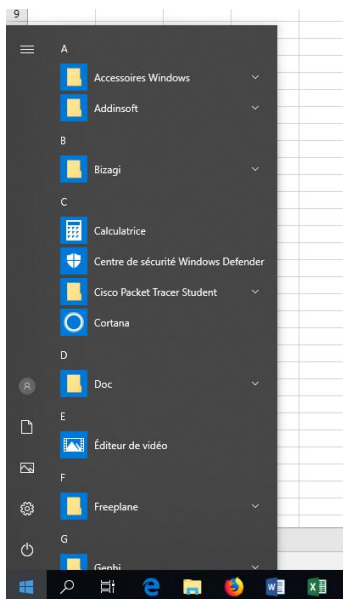 9
A
Accessoires Windows
Addinsoft
B
Bizagi
C
Calculatrice
Centre de sécurité Windows Defender
Cisco Packet Tracer Student
Cortana
D
Doc
E
Éditeur de vidéo
F
Freeplane
G
Gephi